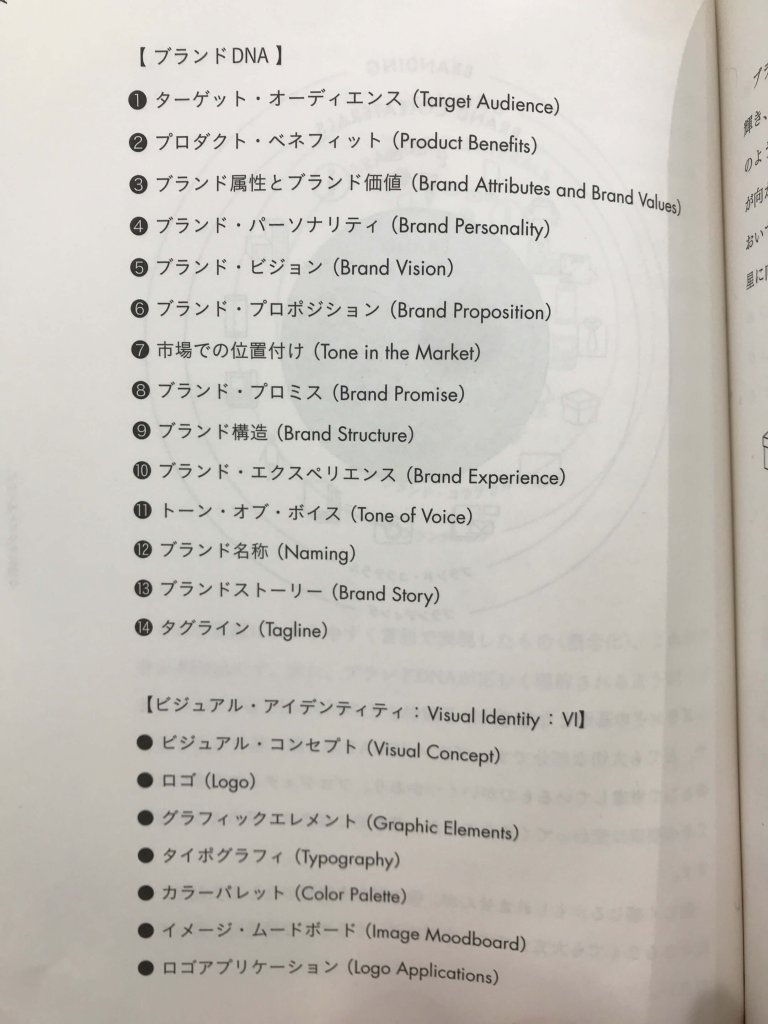 【 ブランドDNA 】
❶ ターゲット・オーディエンス（Target Audience）
❷ プロダクト・ベネフィット（Product Benefits）
❸ ブランド属性とブランド価値（Brand Attributes and Brand Values）
❹ ブランド・パーソナリティ（Brand Personality）
❺ ブランド・ビジョン（Brand Vision）
❻ ブランド・プロポジション（Brand Proposition）
❼ 市場での位置付け（Tone in the Market）
❽ ブランド・プロミス（Brand Promise）
❾ ブランド構造（Brand Structure）
❿ ブランド・エクスペリエンス（Brand Experience）
⓫ トーン・オブ・ボイス（Tone of Voice）
⓬ ブランド名称（Naming）
⓭ ブランドストーリー（Brand Story）
⓮ タグライン（Tagline）
【ビジュアル・アイデンティティ：Visual Identity：VI】
● ビジュアル・コンセプト（Visual Concept）
● ロゴ（Logo）
● グラフィックエレメント（Graphic Elements）
● タイポグラフィ（Typography）
● カラーパレット（Color Palette）
● イメージ・ムードボード（Image Moodboard）
● ロゴアプリケーション（Logo Applications）
輝き、
のよう
が向
おいて
星に